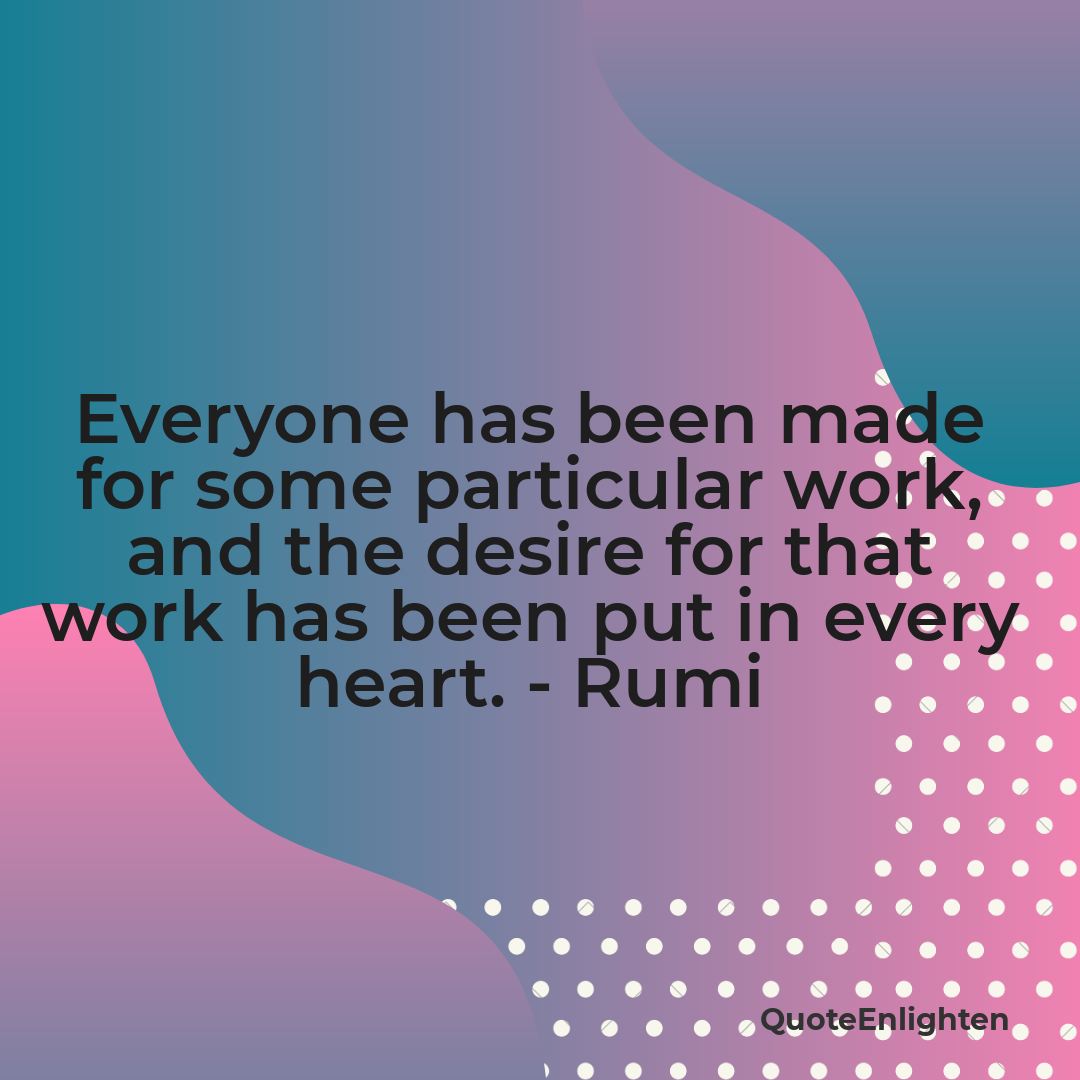 Everyone has been made
for some particular work,
and the desire for that
work has been put in every
heart. - Rumi
QuoteEnlighten